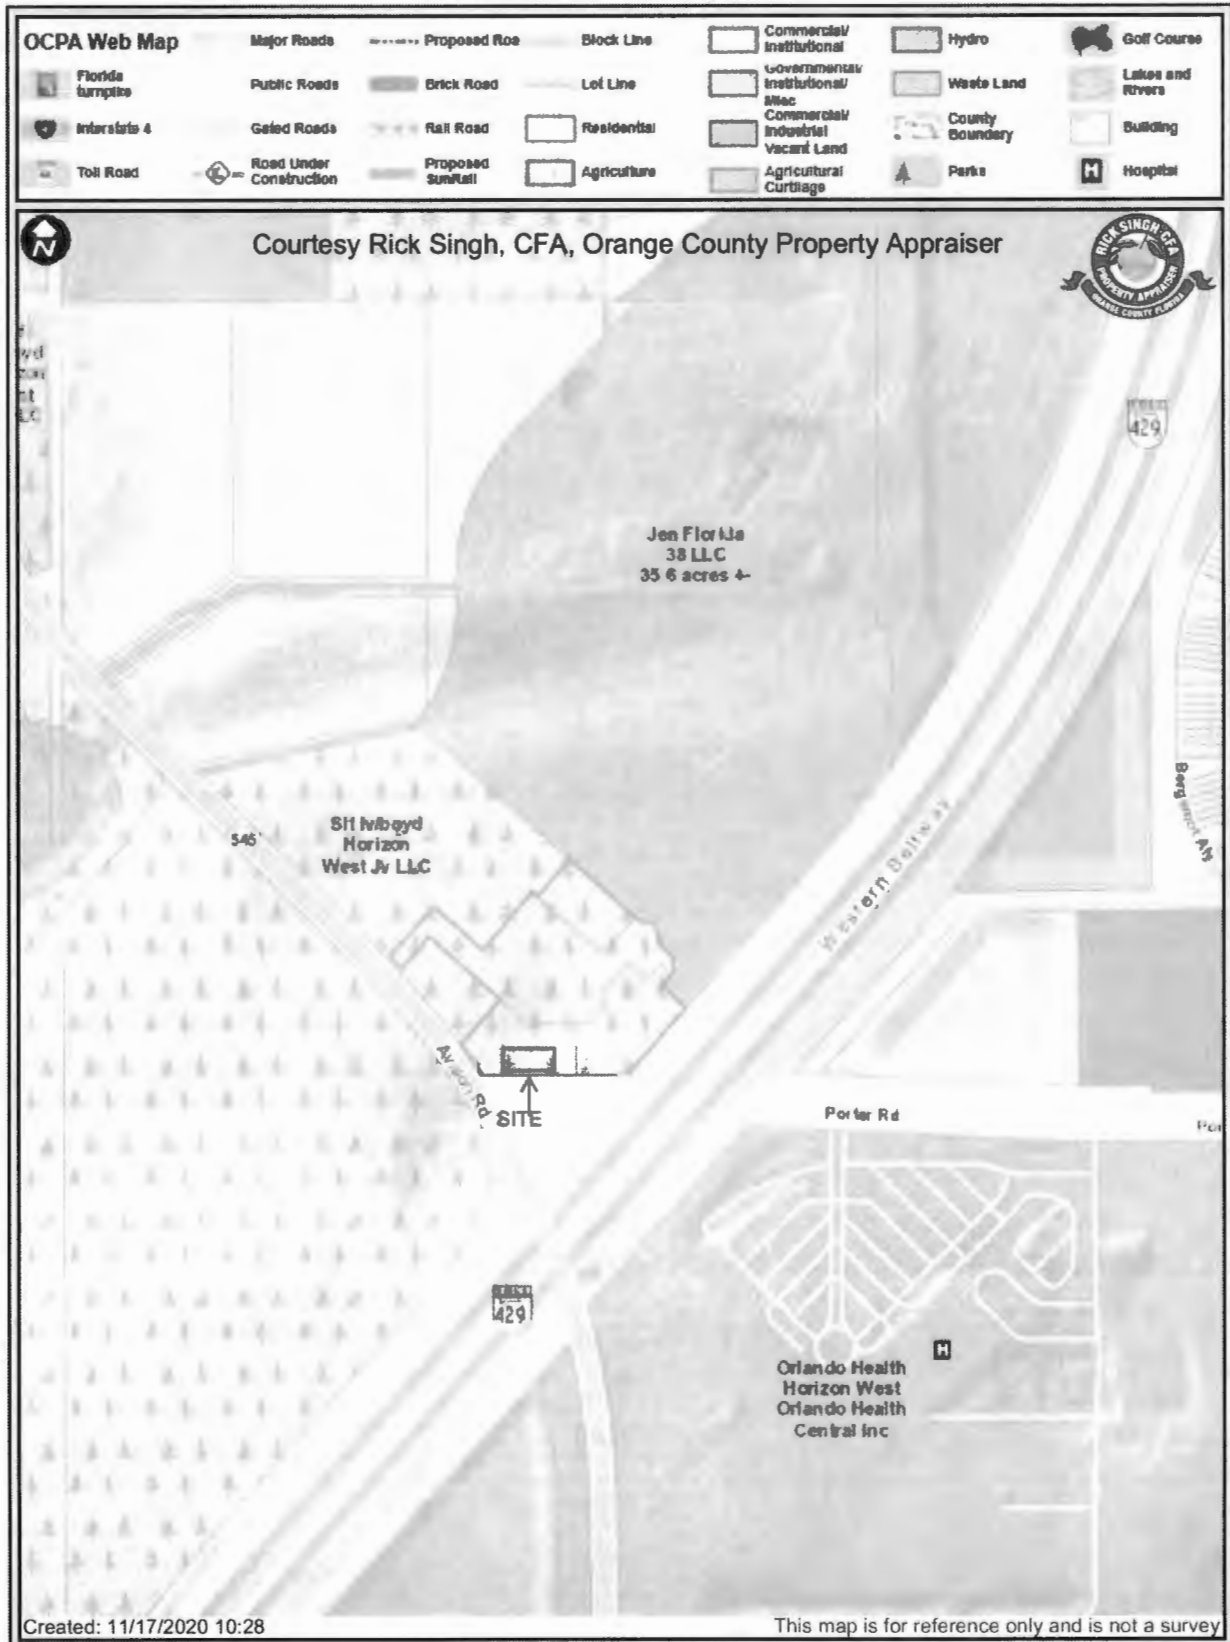 OCPA Web Map
Major Roads
Proposed Roa
Block Line
Commercial/
Institutional
Hydro
Golf Course
Florida
turnpike
Public Roads
Brick Road
Lot Line
Governmental/
Institutional/
Misc
Waste Land
Lakes and
Rivers
Interstate 4
Gated Roads
Rail Road
Residential
Commercial/
Industrial
Vacant Land
County
Boundary
Building
Toll Road
Road Under
Construction
Proposed
SunRail
Agriculture
Agricultural
Curtilage
Parks
H
Hospital
N
Courtesy Rick Singh, CFA, Orange County Property Appraiser
RICK SINGH, CFA
PROPERTY APPRAISER
ORANGE COUNTY FLORIDA
429
Jen Florida
38 LLC
35 6 acres +-
545
West Jv LLC
Horizon
Western Beltway
Avalon Rd
SITE
Porter Rd
Por
429
H
Orlando Health
Horizon West
Orlando Health
Central Inc
Created: 11/17/2020 10:28
This map is for reference only and is not a survey